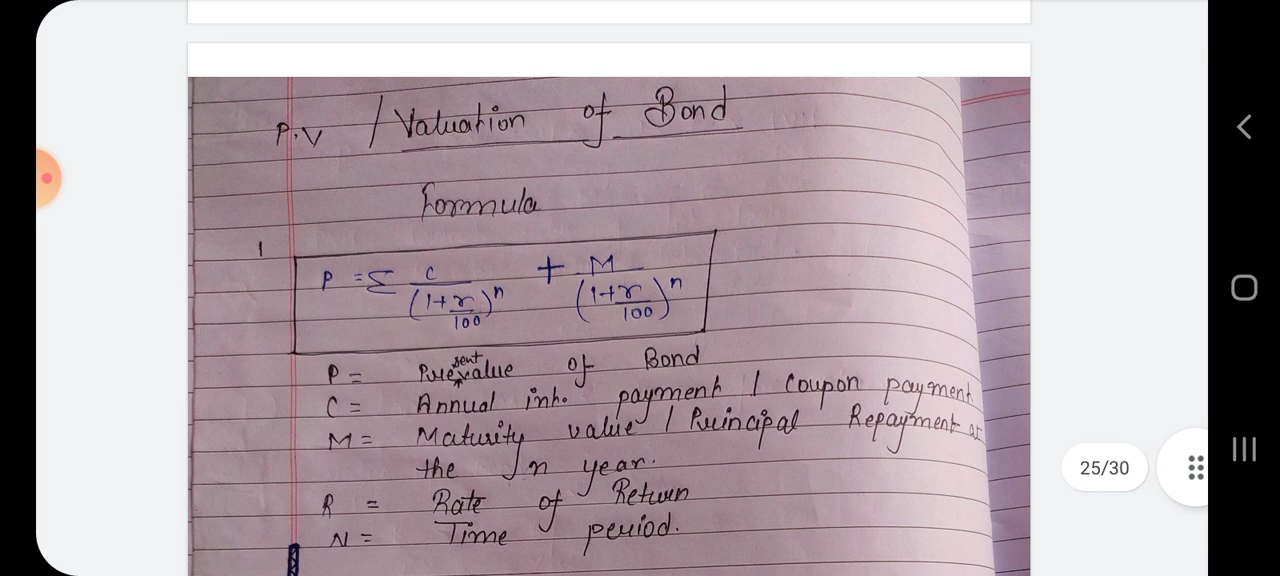 P.V / Valuation of Bond
Formula
1
P = Σ C/(1+r/100)^n + M/(1+r/100)^n
P = Present value of Bond
C = Annual int. payment / Coupon payment
M = Maturity value / Principal Repayment at
the n year.
R = Rate of Return
N = Time period.
25/30